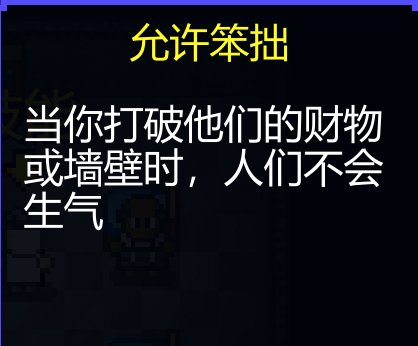 允许笨拙
当你打破他们的财物
或墙壁时，人们不会
生气